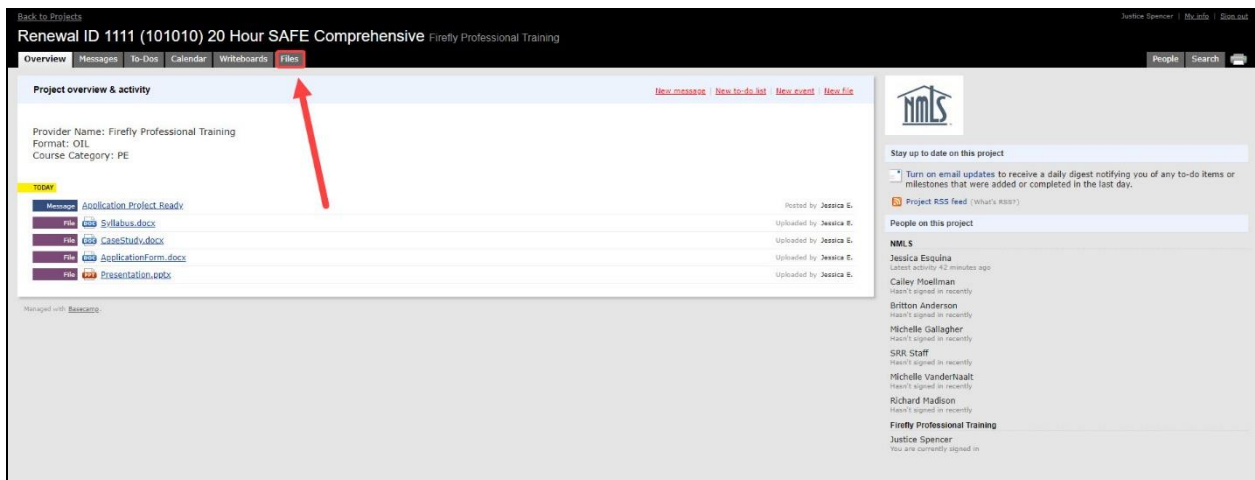 Back to Projects
Justice Spencer | My info | Sign out
Renewal ID 1111 (101010) 20 Hour SAFE Comprehensive Firefly Professional Training
Overview Messages To-Dos Calendar Writeboards Files
People Search
Project overview & activity
New message | New to-do list | New event | New file
Provider Name: Firefly Professional Training
Format: OIL
Course Category: PE
TODAY
Message Application Project Ready Posted by Jessica E.
File DOC Syllabus.docx Uploaded by Jessica E.
File DOC CaseStudy.docx Uploaded by Jessica E.
File DOC ApplicationForm.docx Uploaded by Jessica E.
File PPT Presentation.pptx Uploaded by Jessica E.
Managed with Basecamp.
NMLS
Stay up to date on this project
Turn on email updates to receive a daily digest notifying you of any to-do items or
milestones that were added or completed in the last day.
Project RSS feed (What's RSS?)
People on this project
NMLS
Jessica Esquina
Latest activity 42 minutes ago
Cailey Moellman
Hasn't signed in recently
Britton Anderson
Hasn't signed in recently
Michelle Gallagher
Hasn't signed in recently
SRR Staff
Hasn't signed in recently
Michelle VanderNaalt
Hasn't signed in recently
Richard Madison
Hasn't signed in recently
Firefly Professional Training
Justice Spencer
You are currently signed in